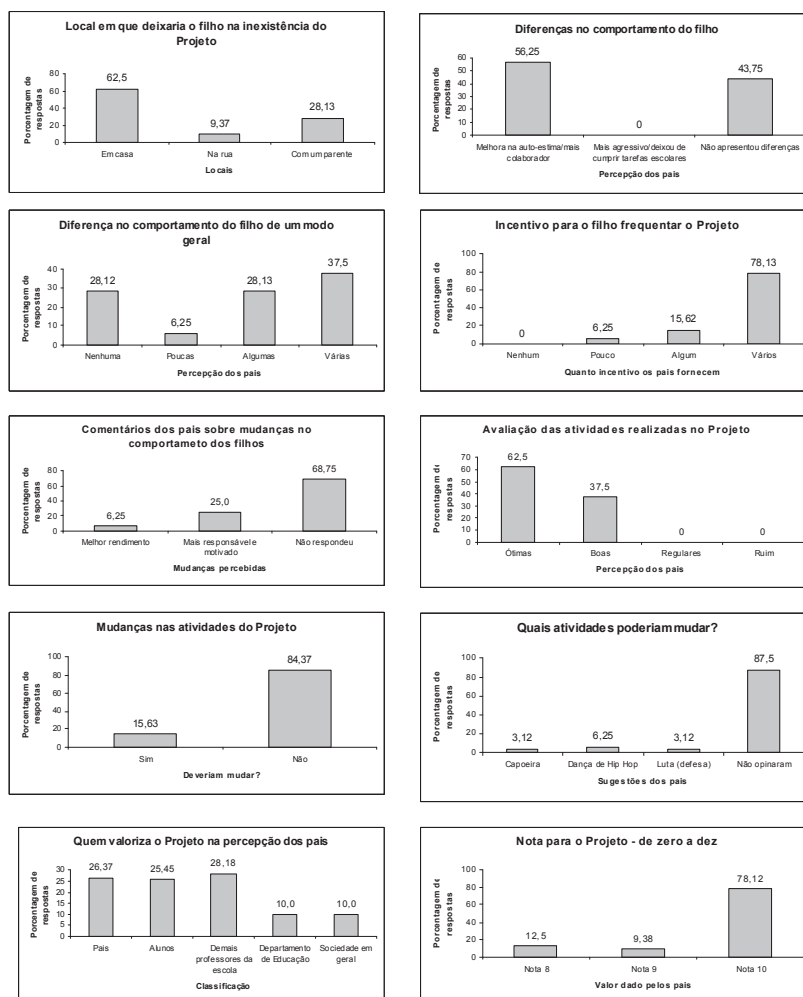 Local em que deixaria o filho na inexistência do
Projeto
Porcentagem de
respostas
80
60
40
20
0
62,5
9,37
28,13
Em casa
Na rua
Com um parente
Locais
Diferenças no comportamento do filho
Porcentagem de
respostas
60
50
40
30
20
10
0
56,25
0
43,75
Melhora na auto-estima/mais
colaborador
Mais agressivo/deixou de
cumprir tarefas escolares
Não apresentou diferenças
Percepção dos pais
Diferença no comportamento do filho de um modo
geral
Porcentagem de
respostas
40
30
20
10
0
28,12
6,25
28,13
37,5
Nenhuma
Poucas
Algumas
Várias
Percepção dos pais
Incentivo para o filho frequentar o Projeto
Porcentagem de
respostas
100
80
60
40
20
0
0
6,25
15,62
78,13
Nenhum
Pouco
Algum
Vários
Quanto incentivo os pais fornecem
Comentários dos pais sobre mudanças no
comportameto dos filhos
Porcentagem de
respostas
80
60
40
20
0
6,25
25,0
68,75
Melhor rendimento
Mais responsável e
motivado
Não respondeu
Mudanças percebidas
Avaliação das atividades realizadas no Projeto
Porcentagem de
respostas
70
60
50
40
30
20
10
0
62,5
37,5
0
0
Ótimas
Boas
Regulares
Ruim
Percepção dos pais
Mudanças nas atividades do Projeto
Porcentagem de
respostas
100
80
60
40
20
0
15,63
84,37
Sim
Não
Deveriam mudar?
Quais atividades poderiam mudar?
Porcentagem de
respostas
100
80
60
40
20
0
3,12
6,25
3,12
87,5
Capoeira
Dança de Hip Hop
Luta (defesa)
Não opinaram
Sugestões dos pais
Quem valoriza o Projeto na percepção dos pais
Porcentagem de
respostas
30
25
20
15
10
5
0
26,37
25,45
28,18
10,0
10,0
Pais
Alunos
Demais
professores da
escola
Departamento
de Educação
Sociedade em
geral
Classificação
Nota para o Projeto - de zero a dez
Porcentagem de
respostas
100
80
60
40
20
0
12,5
9,38
78,12
Nota 8
Nota 9
Nota 10
Valor dado pelos pais